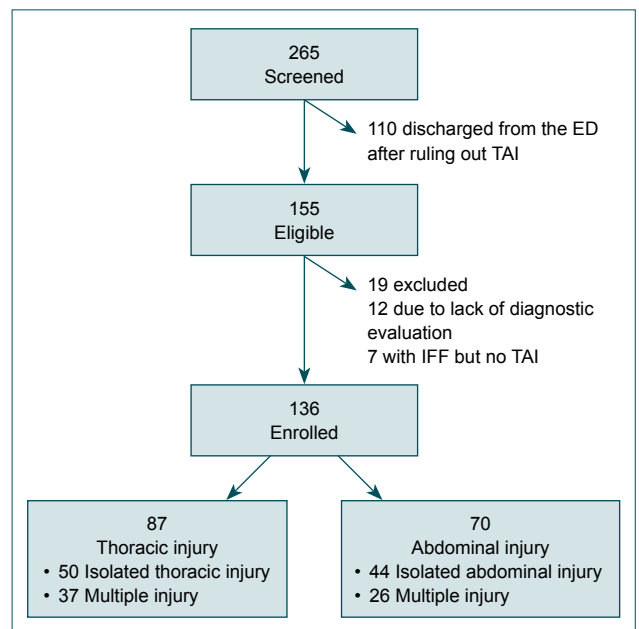 265
Screened
110 discharged from the ED
after ruling out TAI
155
Eligible
19 excluded
12 due to lack of diagnostic
evaluation
7 with IFF but no TAI
136
Enrolled
87
Thoracic injury
• 50 Isolated thoracic injury
• 37 Multiple injury
70
Abdominal injury
• 44 Isolated abdominal injury
• 26 Multiple injury